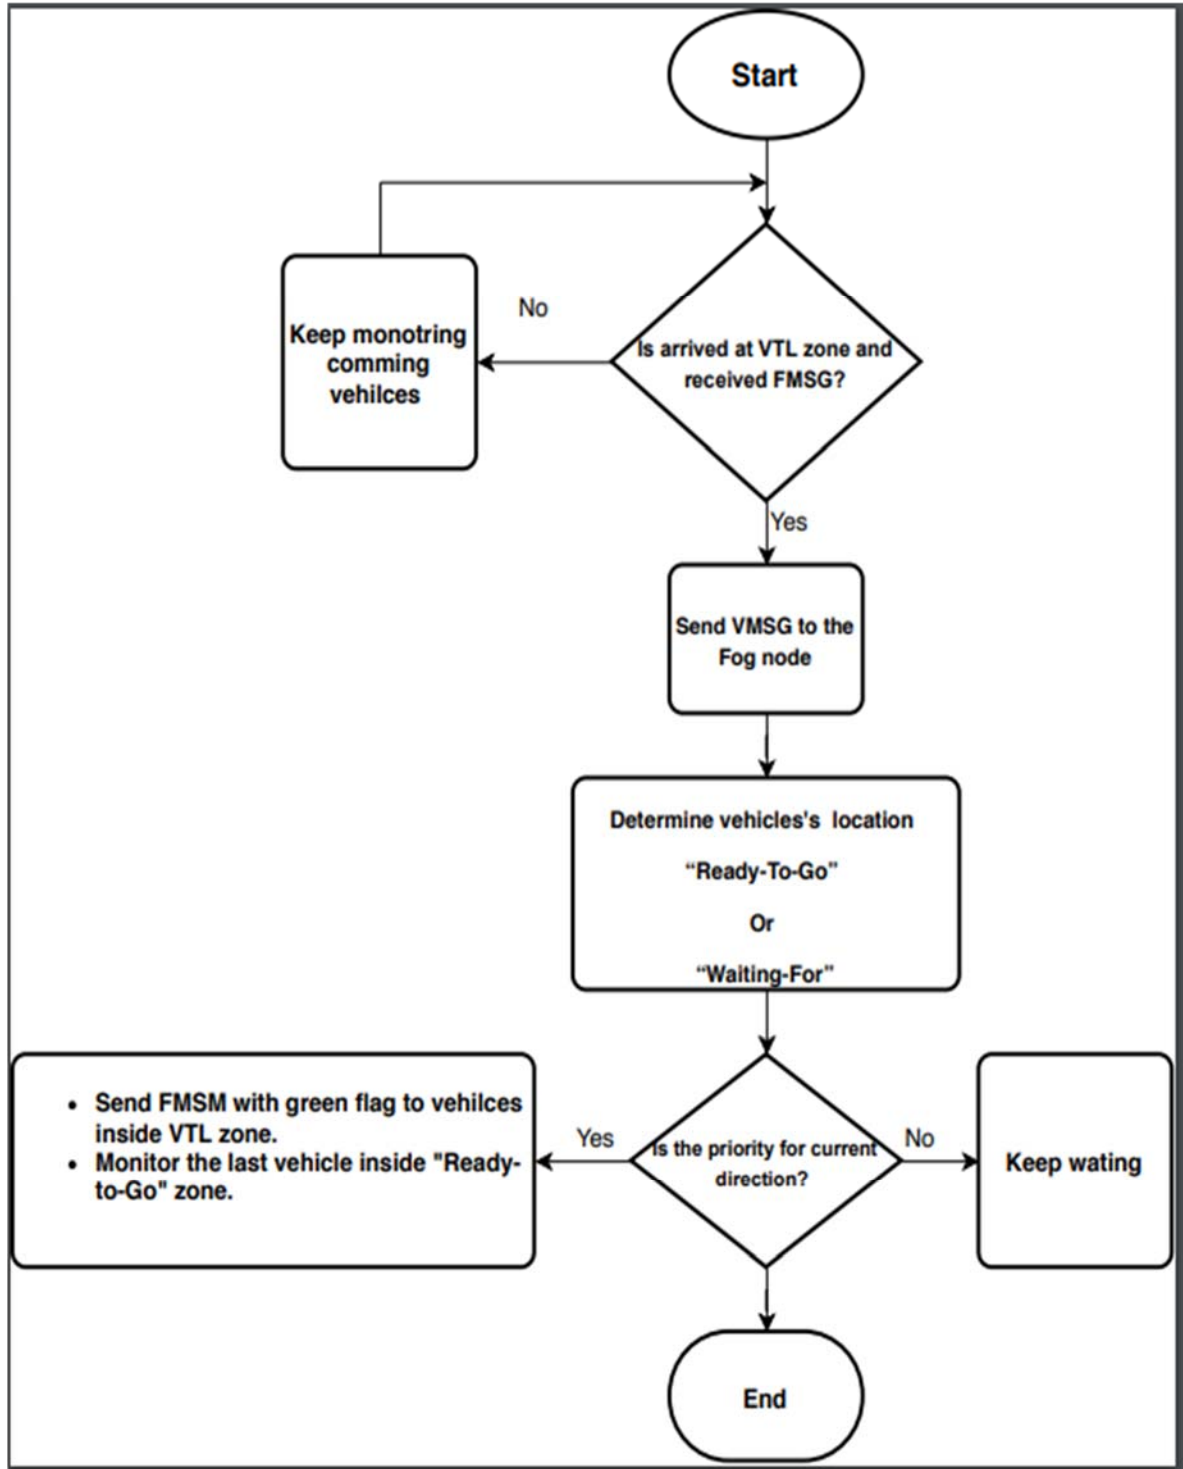 Start
No
Keep monotring
comming
vehilces
Is arrived at VTL zone and
received FMSG?
Yes
Send VMSG to the
Fog node
Determine vehicles's location
“Ready-To-Go”
Or
“Waiting-For”
• Send FMSM with green flag to vehilces
inside VTL zone.
• Monitor the last vehicle inside "Ready-
to-Go" zone.
Yes
Is the priority for current
direction?
No
Keep wating
End